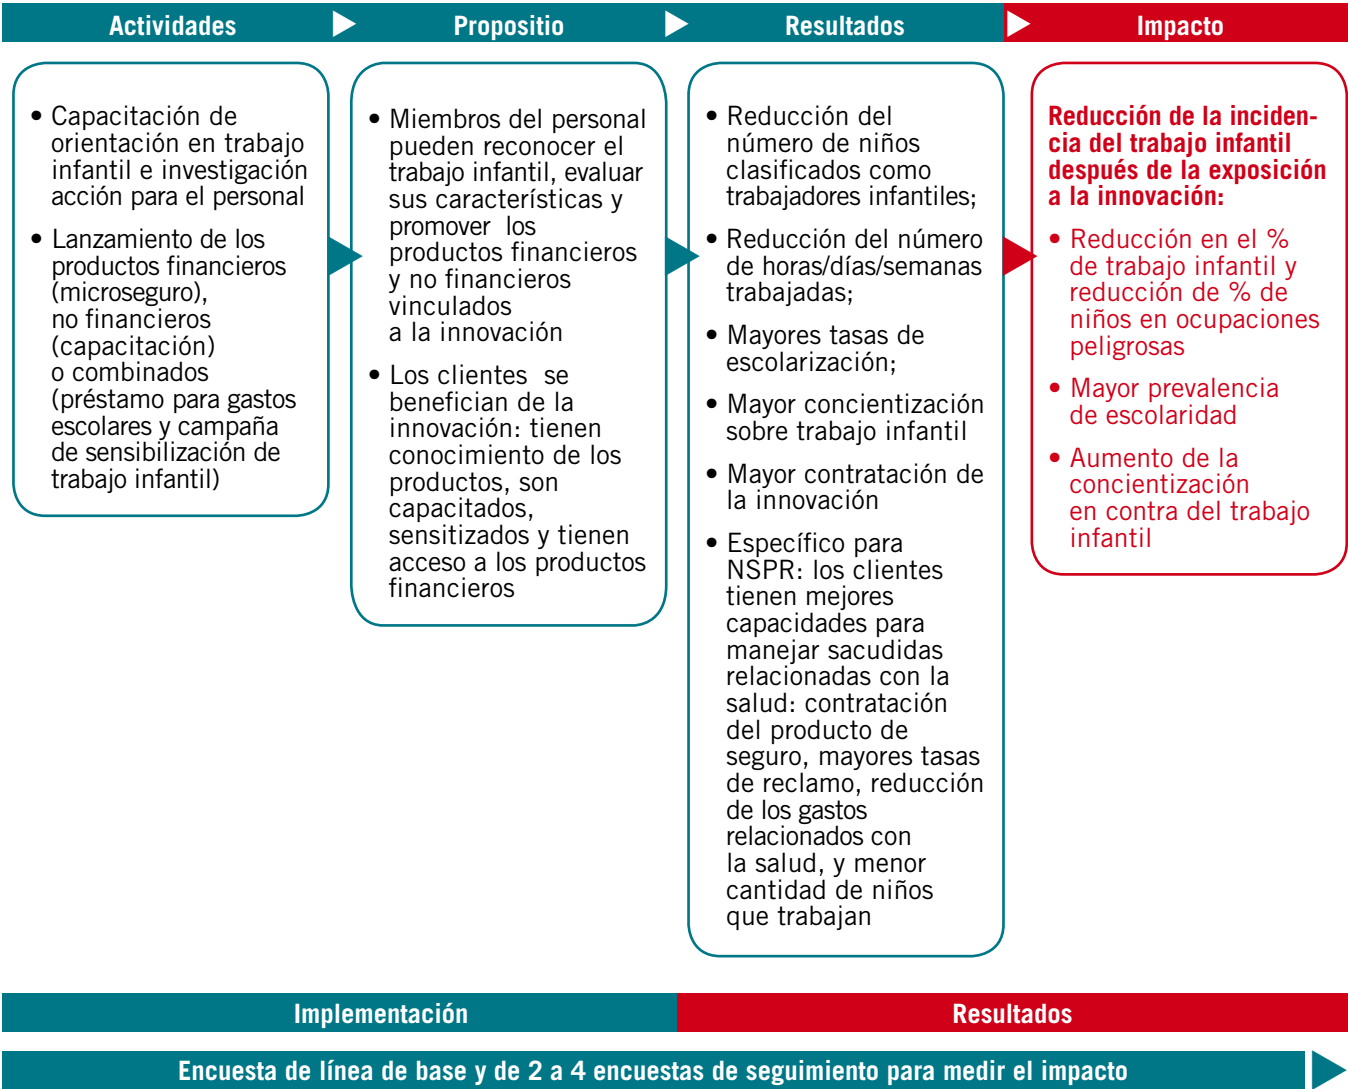 Actividades
Propositio
Resultados
Impacto
• Capacitación de
orientación en trabajo
infantil e investigación
acción para el personal
• Lanzamiento de los
productos financieros
(microseguro),
no financieros
(capacitación)
o combinados
(préstamo para gastos
escolares y campaña
de sensibilización de
trabajo infantil)
• Miembros del personal
pueden reconocer el
trabajo infantil, evaluar
sus características y
promover los
productos financieros
y no financieros
vinculados
a la innovación
• Los clientes se
benefician de la
innovación: tienen
conocimiento de los
productos, son
capacitados,
sensitizados y tienen
acceso a los productos
financieros
• Reducción del
número de niños
clasificados como
trabajadores infantiles;
• Reducción del número
de horas/días/semanas
trabajadas;
• Mayores tasas de
escolarización;
• Mayor concientización
sobre trabajo infantil
• Mayor contratación de
la innovación
• Específico para
NSPR: los clientes
tienen mejores
capacidades para
manejar sacudidas
relacionadas con la
salud: contratación
del producto de
seguro, mayores tasas
de reclamo, reducción
de los gastos
relacionados con
la salud, y menor
cantidad de niños
que trabajan
Reducción de la inciden-
cia del trabajo infantil
después de la exposición
a la innovación:
• Reducción en el %
de trabajo infantil y
reducción de % de
niños en ocupaciones
peligrosas
• Mayor prevalencia
de escolaridad
• Aumento de la
concientización
en contra del trabajo
infantil
Implementación
Resultados
Encuesta de línea de base y de 2 a 4 encuestas de seguimiento para medir el impacto